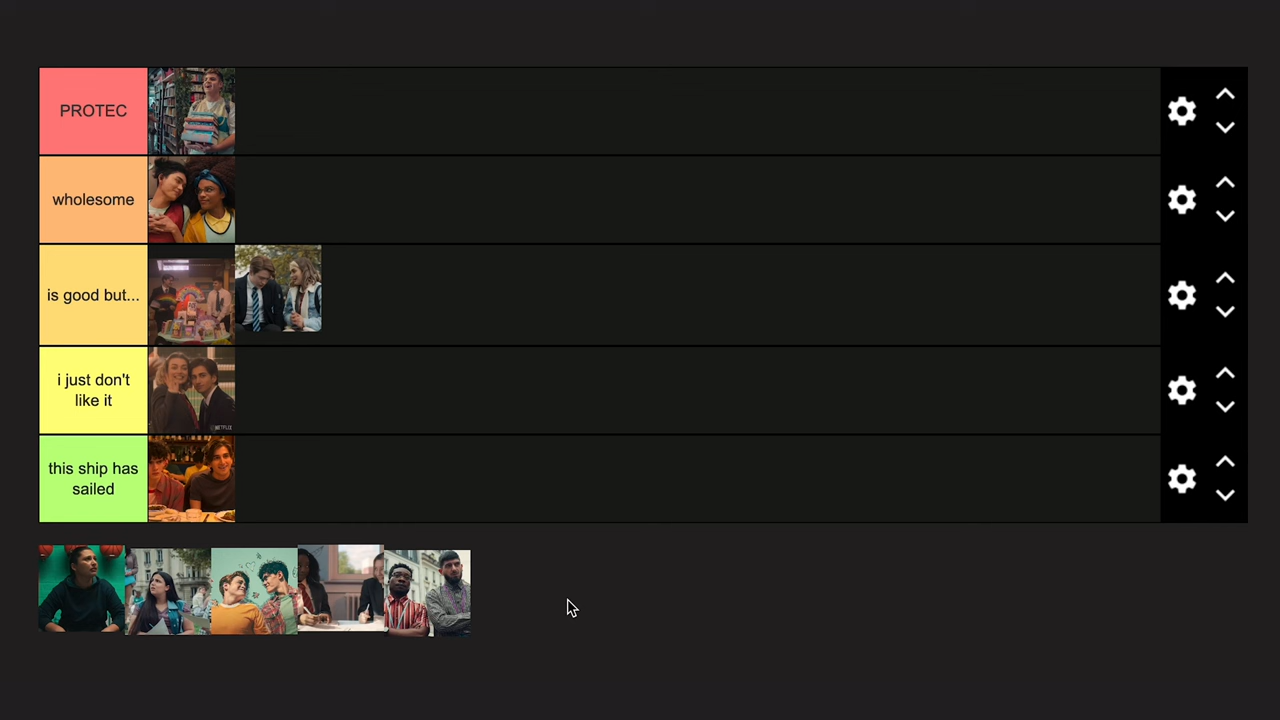 PROTEC
wholesome
is good but...
i just don't
like it
NETFLIX
this ship has
sailed